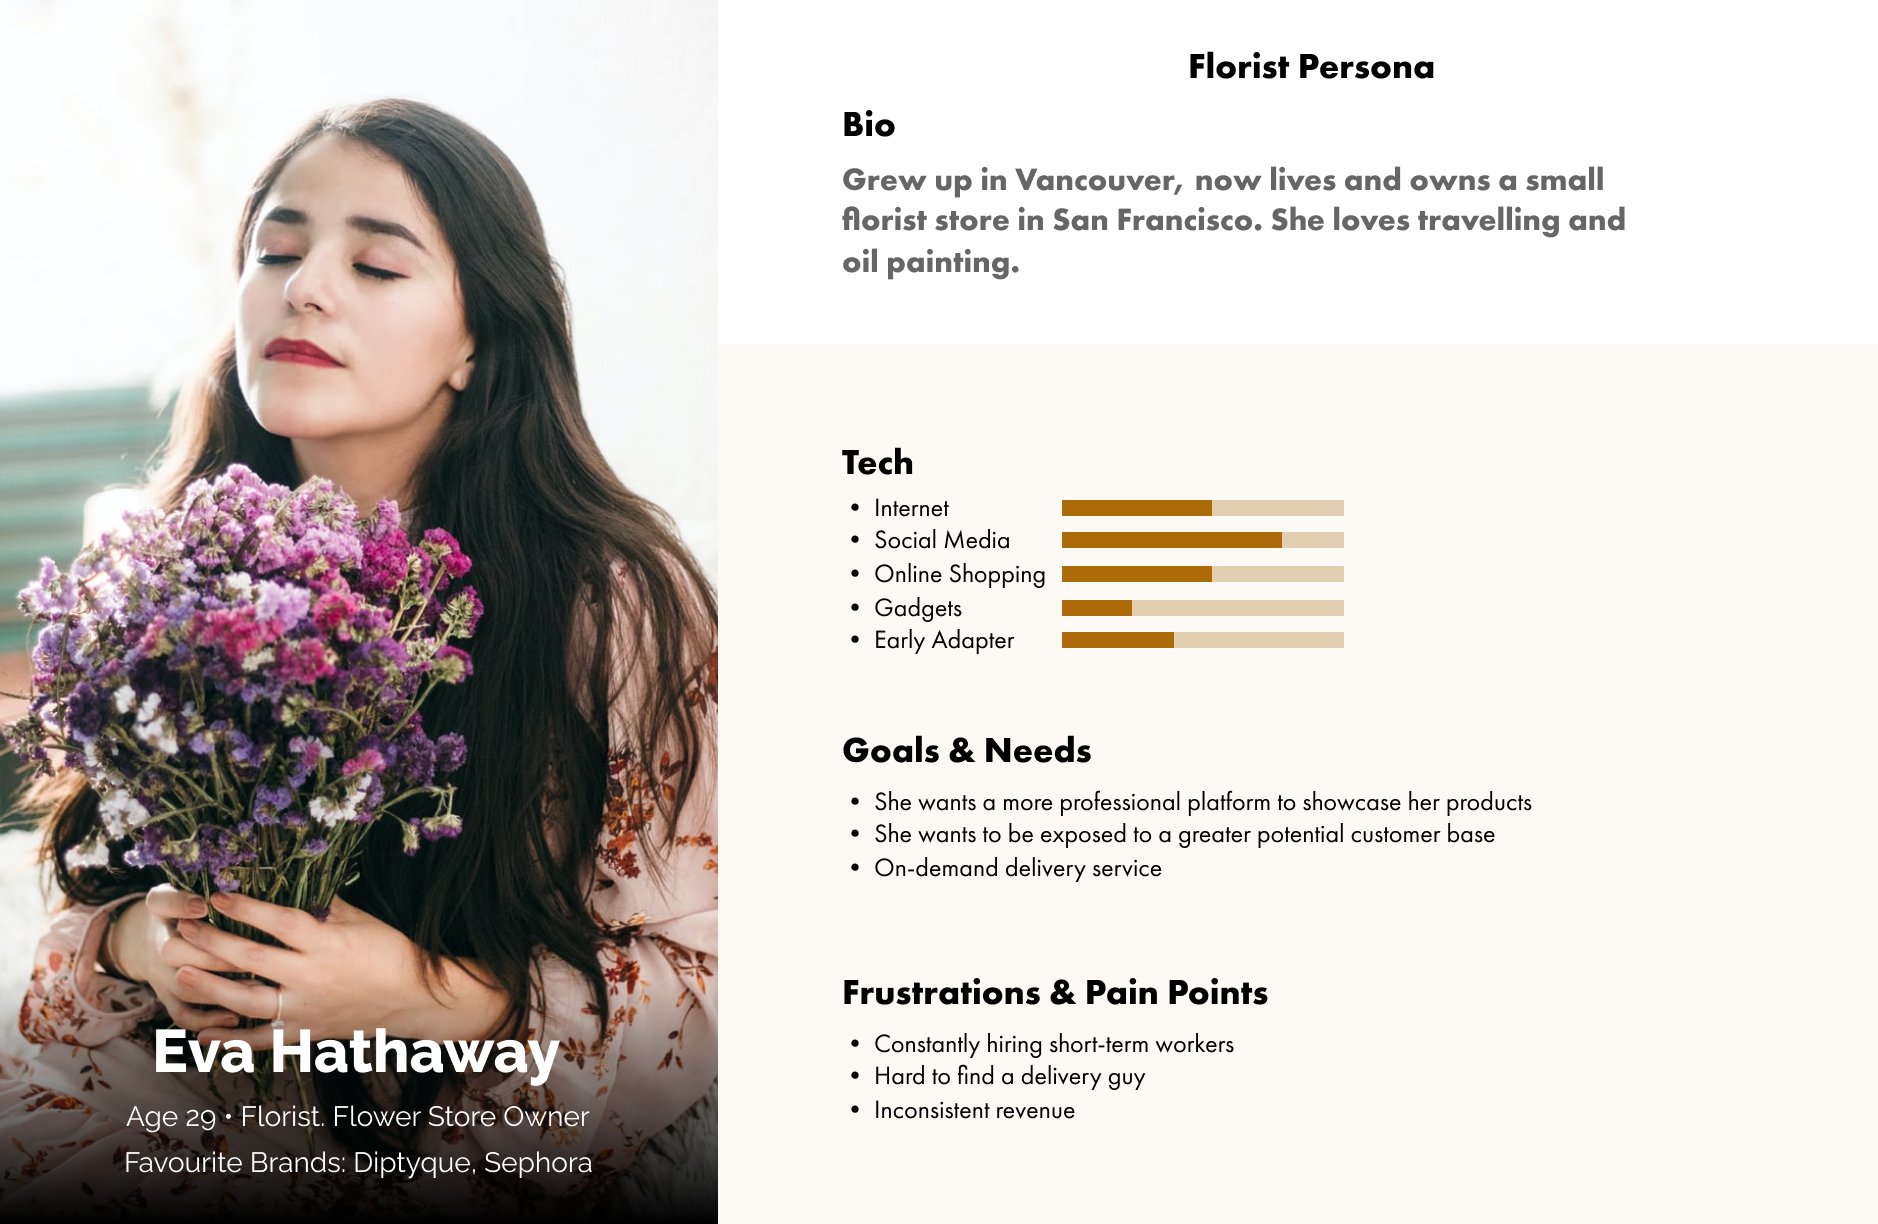 Florist Persona
Bio
Grew up in Vancouver, now lives and owns a small
florist store in San Francisco. She loves travelling and
oil painting.
Tech
• Internet
• Social Media
• Online Shopping
• Gadgets
• Early Adapter
Goals & Needs
• She wants a more professional platform to showcase her products
• She wants to be exposed to a greater potential customer base
• On-demand delivery service
Frustrations & Pain Points
• Constantly hiring short-term workers
• Hard to find a delivery guy
• Inconsistent revenue
Eva Hathaway
Age 29 • Florist. Flower Store Owner
Favourite Brands: Diptyque, Sephora